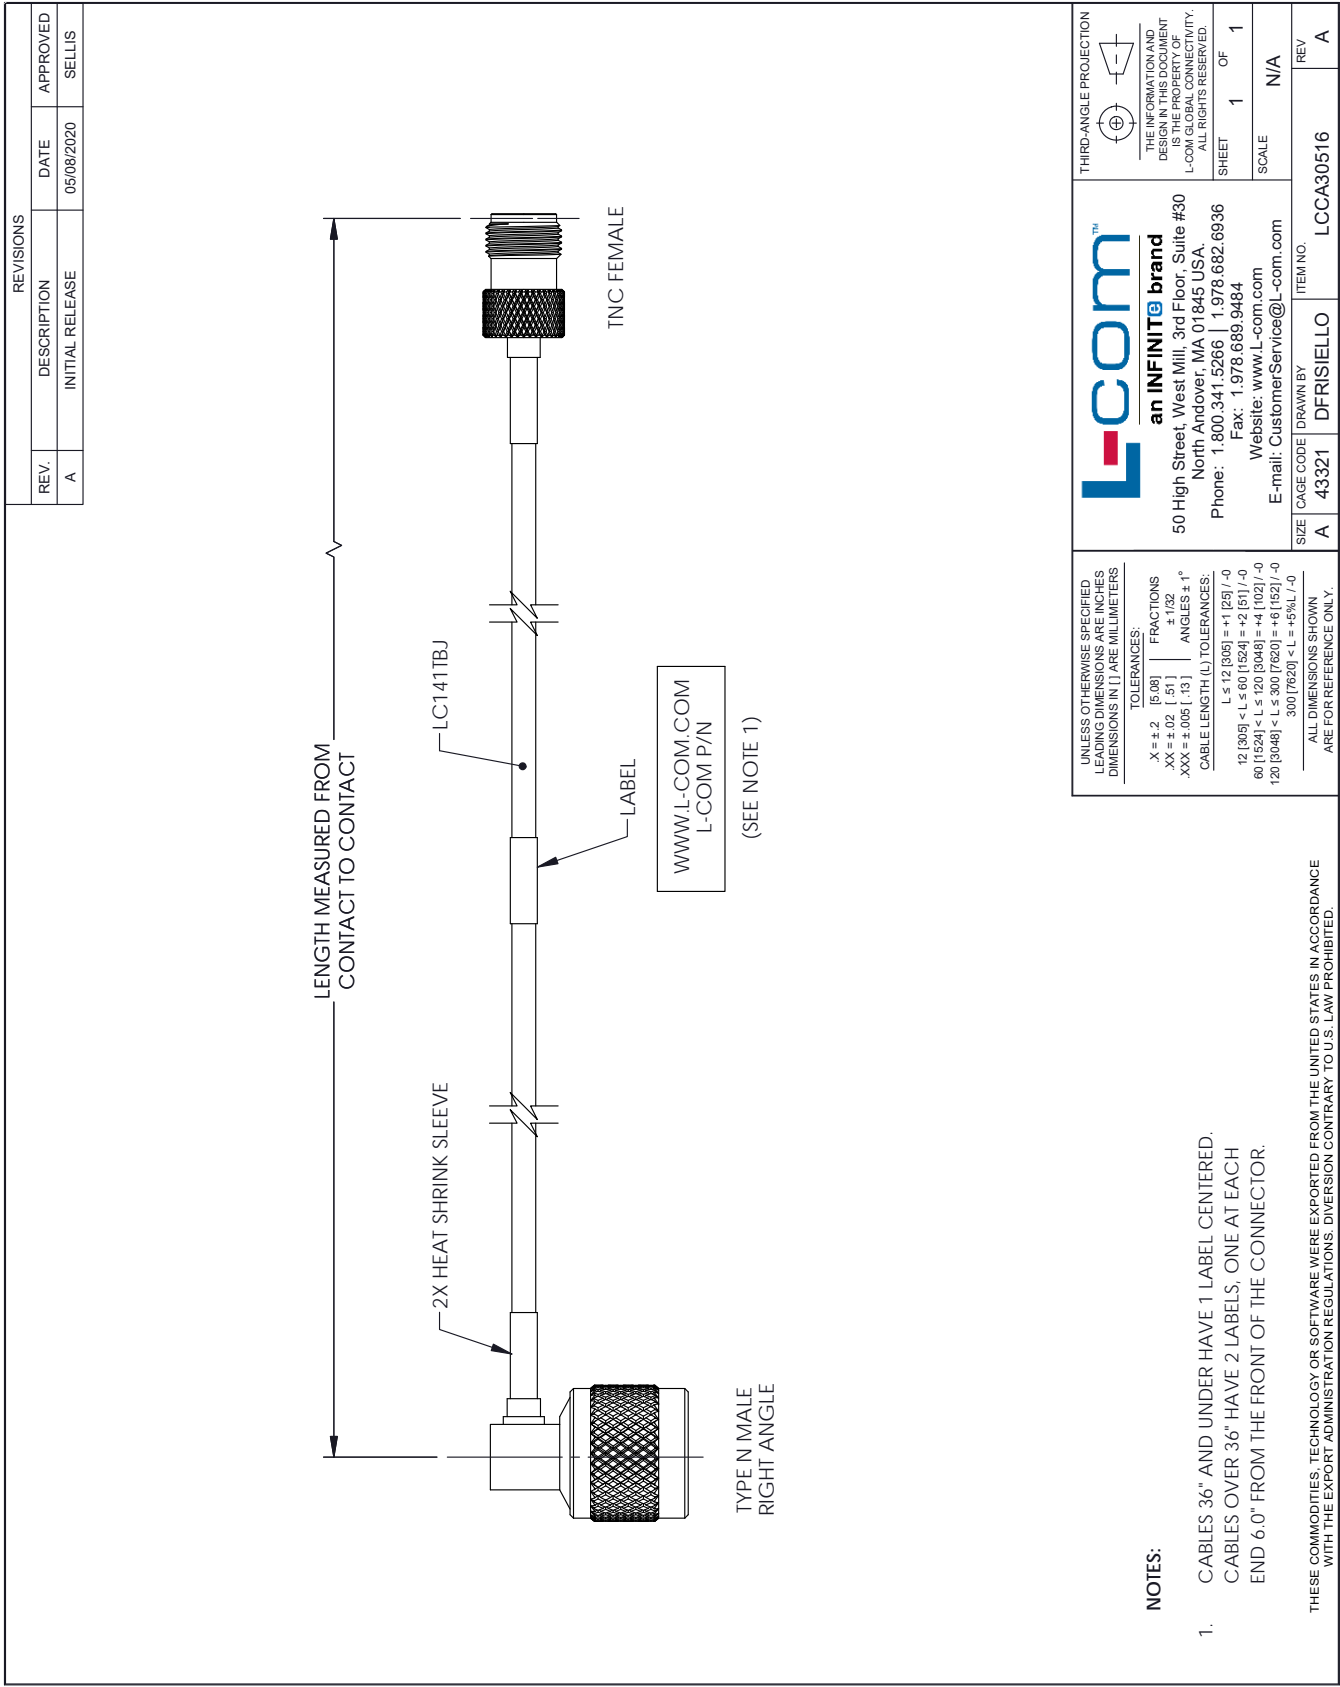 REVISIONS
REV. DESCRIPTION DATE APPROVED
A INITIAL RELEASE 05/08/2020 SELLIS
LENGTH MEASURED FROM
CONTACT TO CONTACT
2X HEAT SHRINK SLEEVE
LC141TBJ
LABEL
WWW.L-COM.COM
L-COM P/N
(SEE NOTE 1)
TYPE N MALE
RIGHT ANGLE
TNC FEMALE
NOTES:
1. CABLES 36" AND UNDER HAVE 1 LABEL CENTERED.
CABLES OVER 36" HAVE 2 LABELS, ONE AT EACH
END 6.0" FROM THE FRONT OF THE CONNECTOR.
THESE COMMODITIES, TECHNOLOGY OR SOFTWARE WERE EXPORTED FROM THE UNITED STATES IN ACCORDANCE
WITH THE EXPORT ADMINISTRATION REGULATIONS. DIVERSION CONTRARY TO U.S. LAW PROHIBITED.
UNLESS OTHERWISE SPECIFIED
LEADING DIMENSIONS ARE INCHES
DIMENSIONS IN [ ] ARE MILLIMETERS
TOLERANCES:
.X = ± .2 [5.08] FRACTIONS
.XX = ± .02 [ .51 ] ± 1/32
.XXX = ± .005 [ .13 ] ANGLES ± 1°
CABLE LENGTH (L) TOLERANCES:
L ≤ 12 [305] = +1 [25] / -0
12 [305] < L ≤ 60 [1524] = +2 [51] / -0
60 [1524] < L ≤ 120 [3048] = +4 [102] / -0
120 [3048] < L ≤ 300 [7620] = +6 [152] / -0
300 [7620] < L = +5%L / -0
ALL DIMENSIONS SHOWN
ARE FOR REFERENCE ONLY.
L-com™
an INFINITe brand
50 High Street, West Mill, 3rd Floor, Suite #30
North Andover, MA 01845 USA.
Phone: 1.800.341.5266 | 1.978.682.6936
Fax: 1.978.689.9484
Website: www.L-com.com
E-mail: CustomerService@L-com.com
THIRD-ANGLE PROJECTION
THE INFORMATION AND
DESIGN IN THIS DOCUMENT
IS THE PROPERTY OF
L-COM GLOBAL CONNECTIVITY.
ALL RIGHTS RESERVED.
SHEET 1 OF 1
SCALE N/A
SIZE CAGE CODE DRAWN BY ITEM NO. REV
A 43321 DFRISIELLO LCCA30516 A